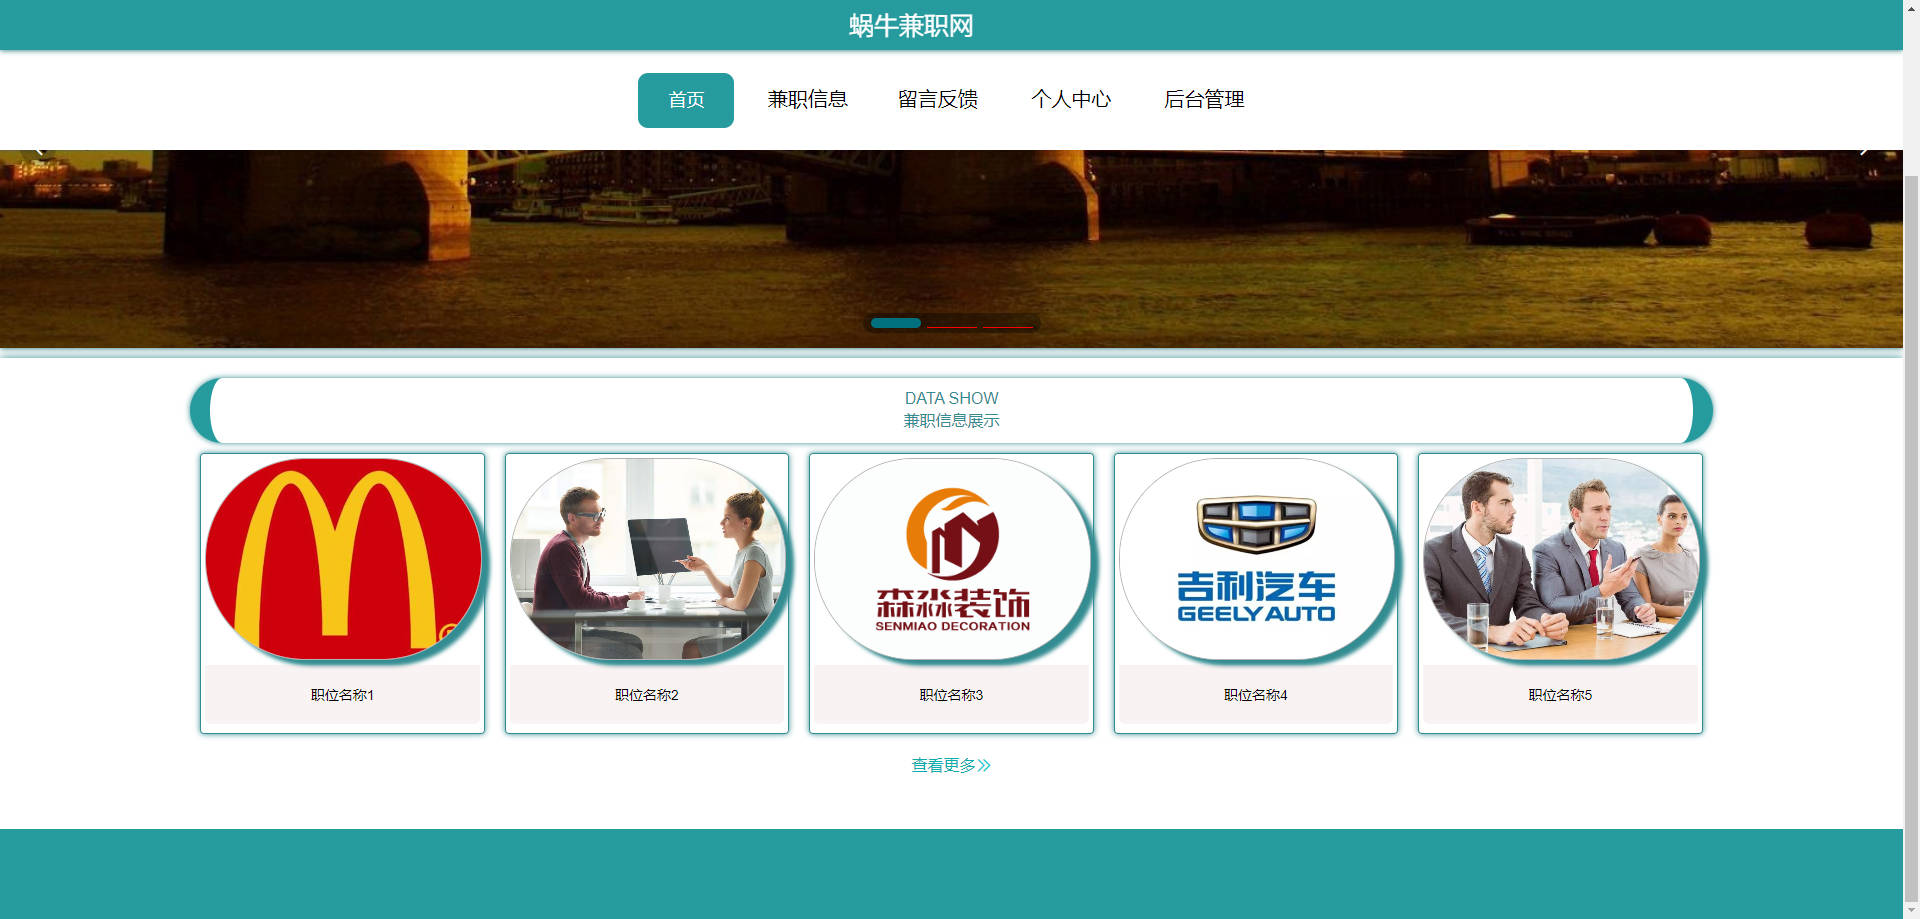 蜗牛兼职网
首页
兼职信息
留言反馈
个人中心
后台管理
DATA SHOW
兼职信息展示
森淼装饰
SENMIAO DECORATION
吉利汽车
GEELY AUTO
职位名称1
职位名称2
职位名称3
职位名称4
职位名称5
查看更多